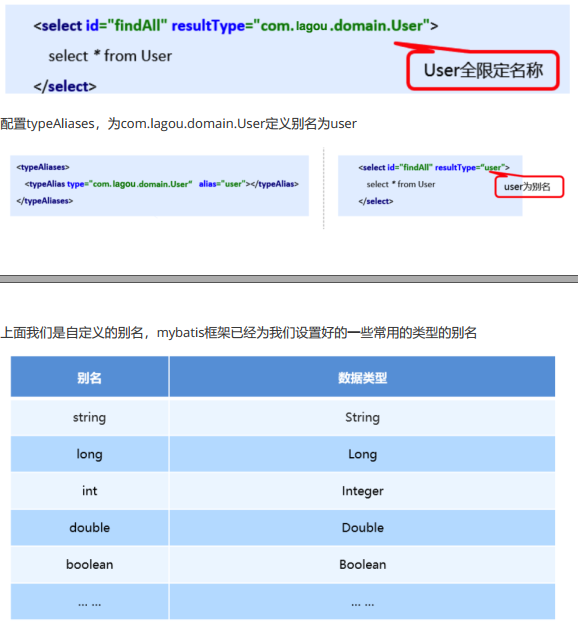 <select id="findAll" resultType="com.lagou.domain.User">
select * from User
</select>
User全限定名称
配置typeAliases，为com.lagou.domain.User定义别名为user
<typeAliases>
<typeAlias type="com.lagou.domain.User" alias="user"></typeAlias>
</typeAliases>
<select id="findAll" resultType="user">
select * from User
</select>
user为别名
上面我们是自定义的别名，mybatis框架已经为我们设置好的一些常用的类型的别名
别名 数据类型
string String
long Long
int Integer
double Double
boolean Boolean
... ... ... ...